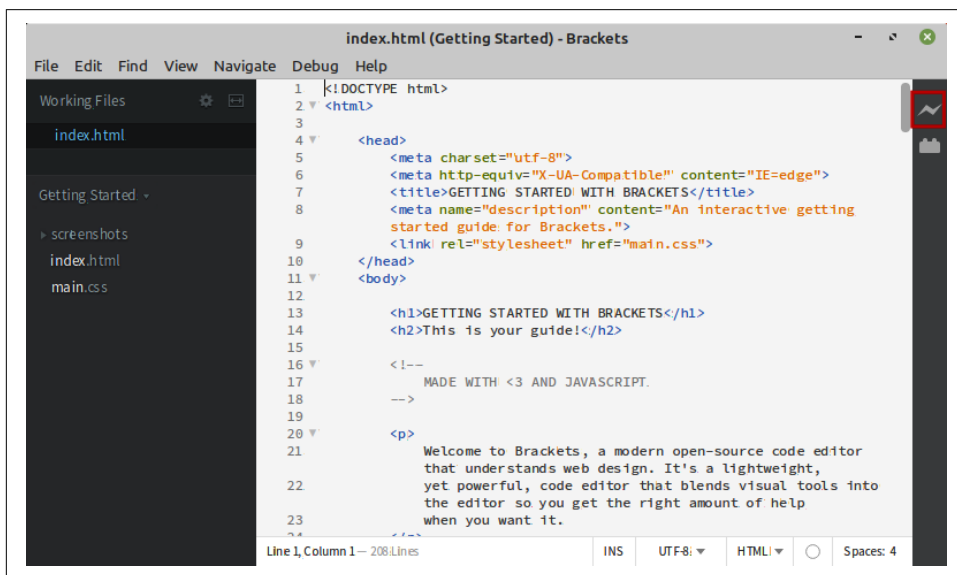 index.html (Getting Started) - Brackets
File Edit Find View Navigate Debug Help
Working Files
index.html
Getting Started
screenshots
index.html
main.css
1 <!DOCTYPE html>
2 <html>
3
4 <head>
5 <meta charset="utf-8">
6 <meta http-equiv="X-UA-Compatible" content="IE=edge">
7 <title>GETTING STARTED WITH BRACKETS</title>
8 <meta name="description" content="An interactive getting
started guide for Brackets.">
9 <link rel="stylesheet" href="main.css">
10 </head>
11 <body>
12
13 <h1>GETTING STARTED WITH BRACKETS</h1>
14 <h2>This is your guide!</h2>
15
16 <!--
17 MADE WITH <3 AND JAVASCRIPT
18 -->
19
20 <p>
21 Welcome to Brackets, a modern open-source code editor
that understands web design. It's a lightweight,
22 yet powerful, code editor that blends visual tools into
the editor so you get the right amount of help
23 when you want it.
24 </p>
Line 1, Column 1 — 208 Lines
INS UTF-8 HTML Spaces: 4